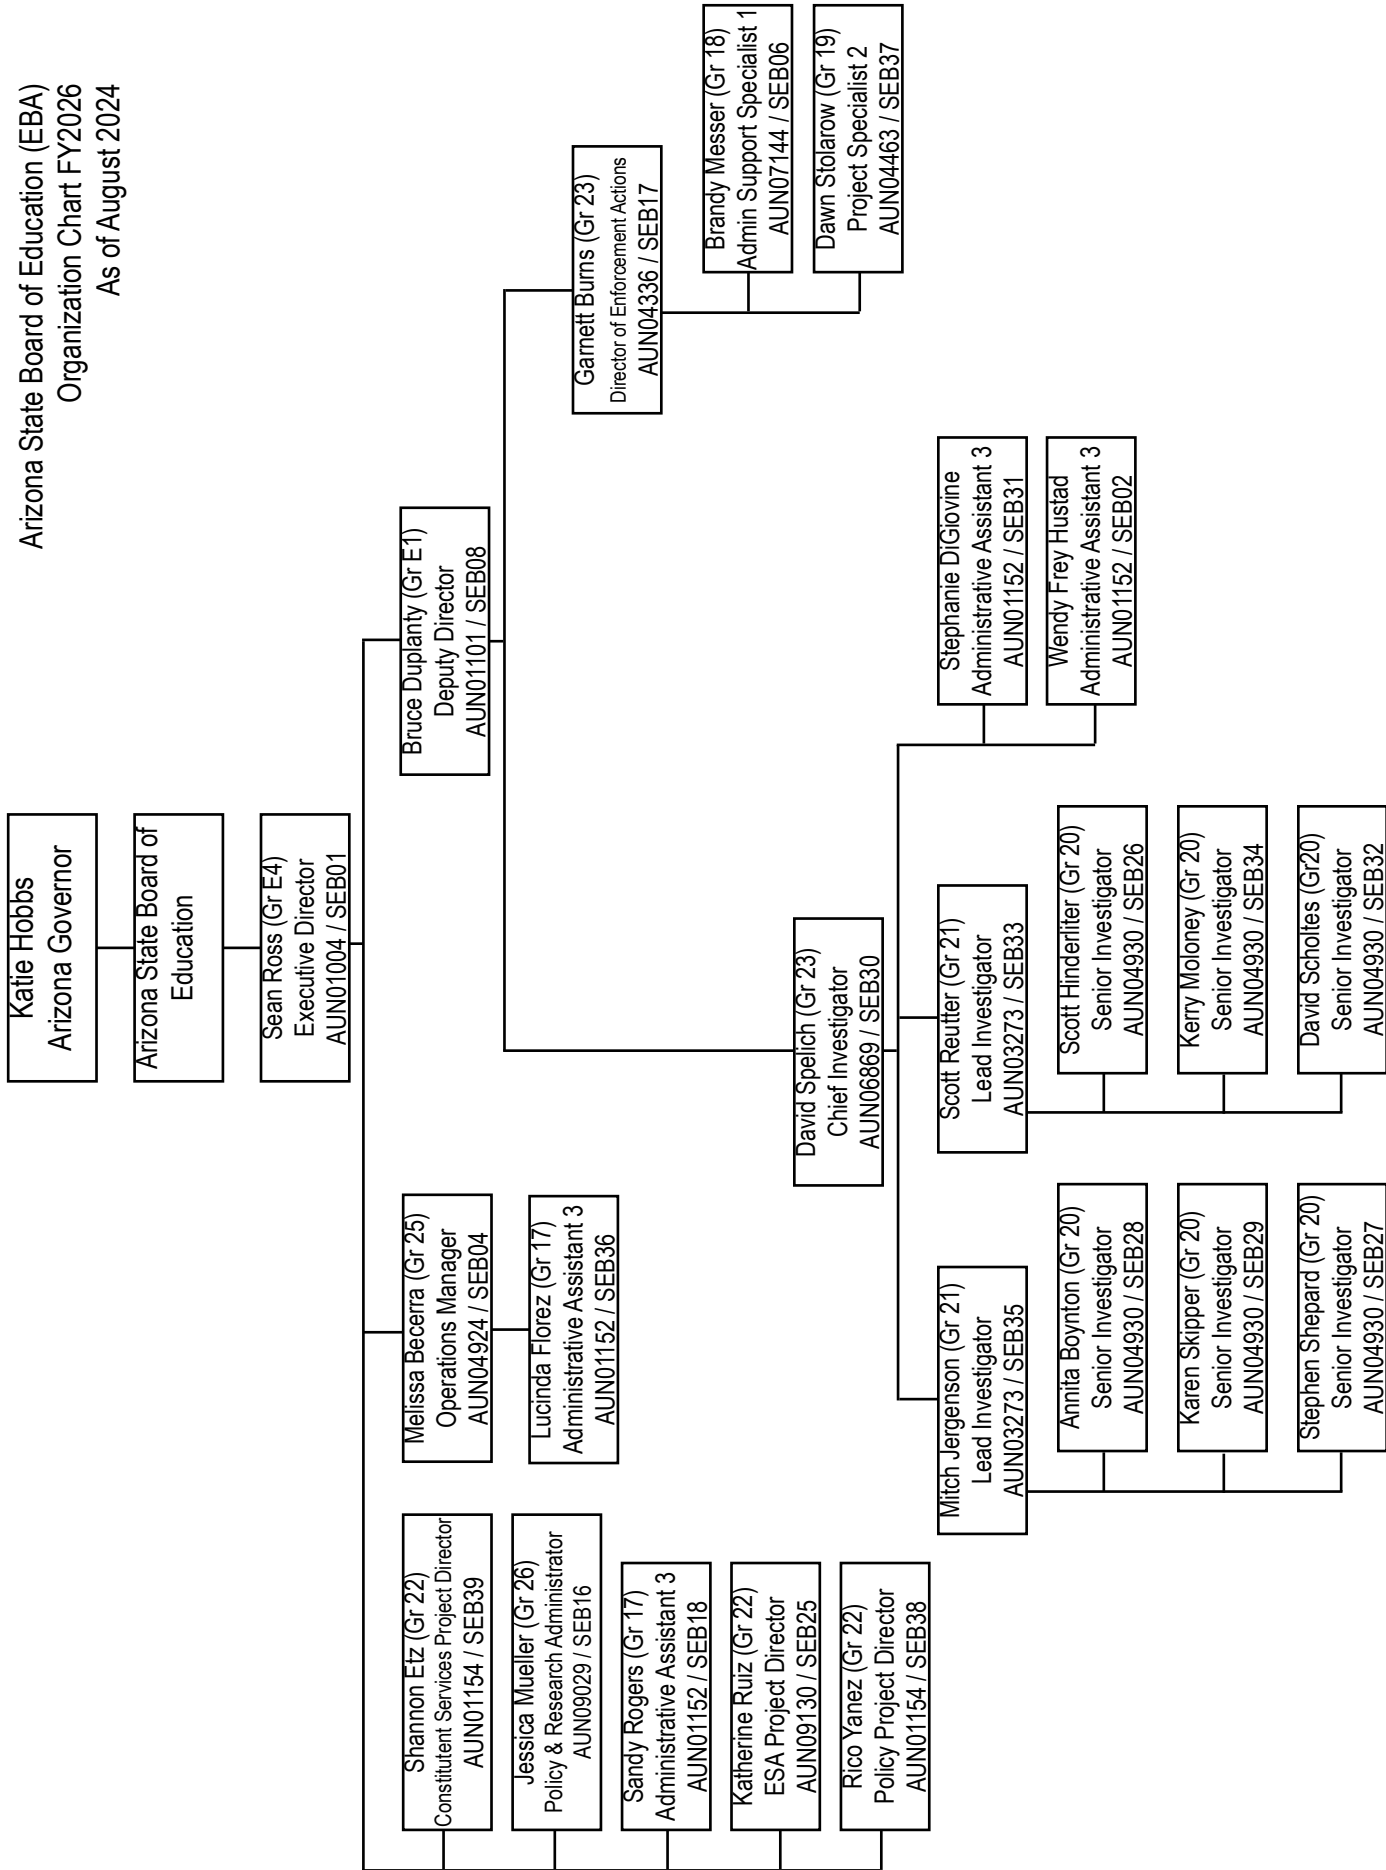 Arizona State Board of Education (EBA)
Organization Chart FY2026
As of August 2024
Katie Hobbs
Arizona Governor
Arizona State Board of
Education
Sean Ross (Gr E4)
Executive Director
AUN01004 / SEB01
Shannon Etz (Gr 22)
Constitutent Services Project Director
AUN01154 / SEB39
Jessica Mueller (Gr 26)
Policy & Research Administrator
AUN09029 / SEB16
Sandy Rogers (Gr 17)
Administrative Assistant 3
AUN01152 / SEB18
Katherine Ruiz (Gr 22)
ESA Project Director
AUN09130 / SEB25
Rico Yanez (Gr 22)
Policy Project Director
AUN01154 / SEB38
Melissa Becerra (Gr 25)
Operations Manager
AUN04924 / SEB04
Lucinda Florez (Gr 17)
Administrative Assistant 3
AUN01152 / SEB36
Bruce Duplanty (Gr E1)
Deputy Director
AUN01101 / SEB08
David Spelich (Gr 23)
Chief Investigator
AUN06869 / SEB30
Mitch Jergenson (Gr 21)
Lead Investigator
AUN03273 / SEB35
Annita Boynton (Gr 20)
Senior Investigator
AUN04930 / SEB28
Karen Skipper (Gr 20)
Senior Investigator
AUN04930 / SEB29
Stephen Shepard (Gr 20)
Senior Investigator
AUN04930 / SEB27
Scott Reutter (Gr 21)
Lead Investigator
AUN03273 / SEB33
Scott Hinderliter (Gr 20)
Senior Investigator
AUN04930 / SEB26
Kerry Moloney (Gr 20)
Senior Investigator
AUN04930 / SEB34
David Scholtes (Gr20)
Senior Investigator
AUN04930 / SEB32
Stephanie DiGiovine
Administrative Assistant 3
AUN01152 / SEB31
Wendy Frey Hustad
Administrative Assistant 3
AUN01152 / SEB02
Garnett Burns (Gr 23)
Director of Enforcement Actions
AUN04336 / SEB17
Brandy Messer (Gr 18)
Admin Support Specialist 1
AUN07144 / SEB06
Dawn Stolarow (Gr 19)
Project Specialist 2
AUN04463 / SEB37